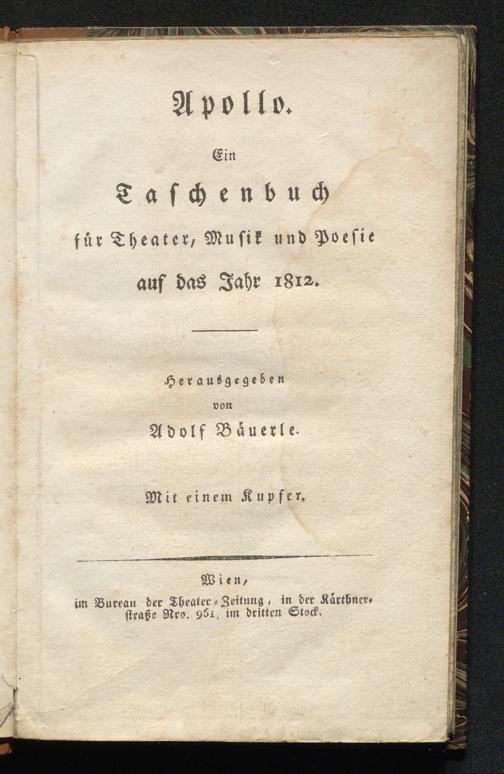 Apollo.
Ein
Taschenbuch
für Theater, Musik und Poesie
auf das Jahr 1812.
Herausgegeben
von
Adolf Bäuerle.
Mit einem Kupfer.
Wien,
im Bureau der Theater-Zeitung, in der Kärthner-
straße Nro. 961, im dritten Stock.